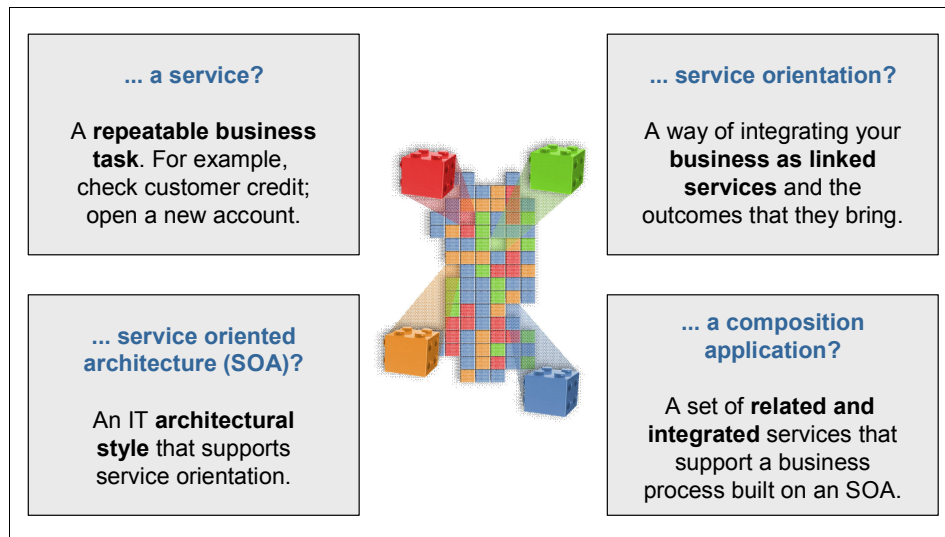 ... a service?
A repeatable business
task. For example,
check customer credit;
open a new account.
... service orientation?
A way of integrating your
business as linked
services and the
outcomes that they bring.
... service oriented
architecture (SOA)?
An IT architectural
style that supports
service orientation.
... a composition
application?
A set of related and
integrated services that
support a business
process built on an SOA.